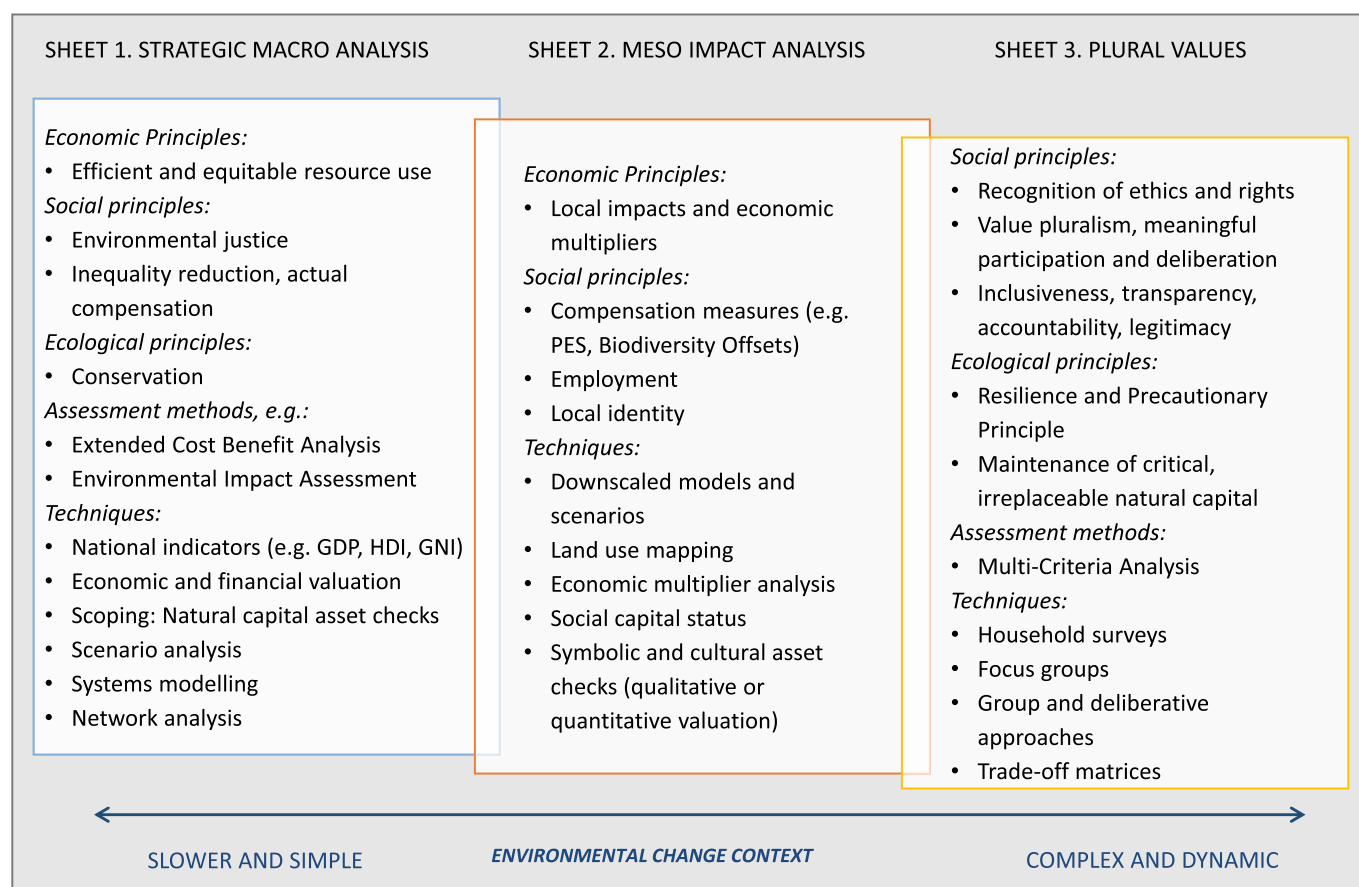 SHEET 1. STRATEGIC MACRO ANALYSIS
Economic Principles:
• Efficient and equitable resource use
Social principles:
• Environmental justice
• Inequality reduction, actual
compensation
Ecological principles:
• Conservation
Assessment methods, e.g.:
• Extended Cost Benefit Analysis
• Environmental Impact Assessment
Techniques:
• National indicators (e.g. GDP, HDI, GNI)
• Economic and financial valuation
• Scoping: Natural capital asset checks
• Scenario analysis
• Systems modelling
• Network analysis
SHEET 2. MESO IMPACT ANALYSIS
Economic Principles:
• Local impacts and economic
multipliers
Social principles:
• Compensation measures (e.g.
PES, Biodiversity Offsets)
• Employment
• Local identity
Techniques:
• Downscaled models and
scenarios
• Land use mapping
• Economic multiplier analysis
• Social capital status
• Symbolic and cultural asset
checks (qualitative or
quantitative valuation)
SHEET 3. PLURAL VALUES
Social principles:
• Recognition of ethics and rights
• Value pluralism, meaningful
participation and deliberation
• Inclusiveness, transparency,
accountability, legitimacy
Ecological principles:
• Resilience and Precautionary
Principle
• Maintenance of critical,
irreplaceable natural capital
Assessment methods:
• Multi-Criteria Analysis
Techniques:
• Household surveys
• Focus groups
• Group and deliberative
approaches
• Trade-off matrices
SLOWER AND SIMPLE
ENVIRONMENTAL CHANGE CONTEXT
COMPLEX AND DYNAMIC